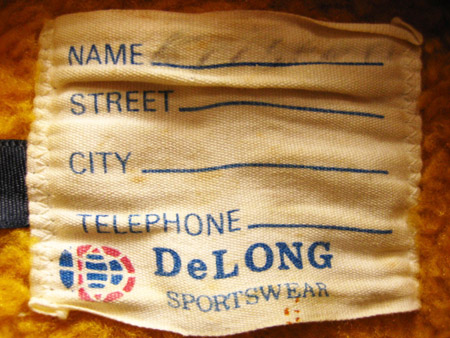 NAME
STREET
CITY
TELEPHONE
DeLONG
SPORTSWEAR